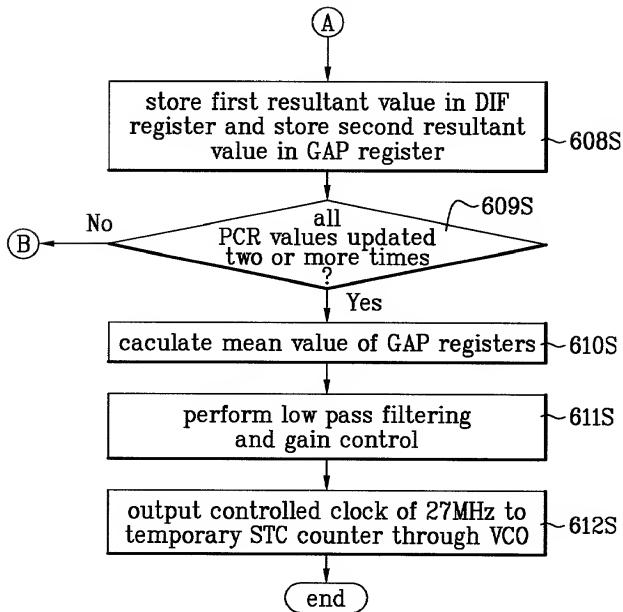 A
store first resultant value in DIF
register and store second resultant
value in GAP register
608S
609S
No
all
PCR values updated
two or more times
?
B
Yes
caculate mean value of GAP registers
610S
perform low pass filtering
and gain control
611S
output controlled clock of 27MHz to
temporary STC counter through VCO
612S
end